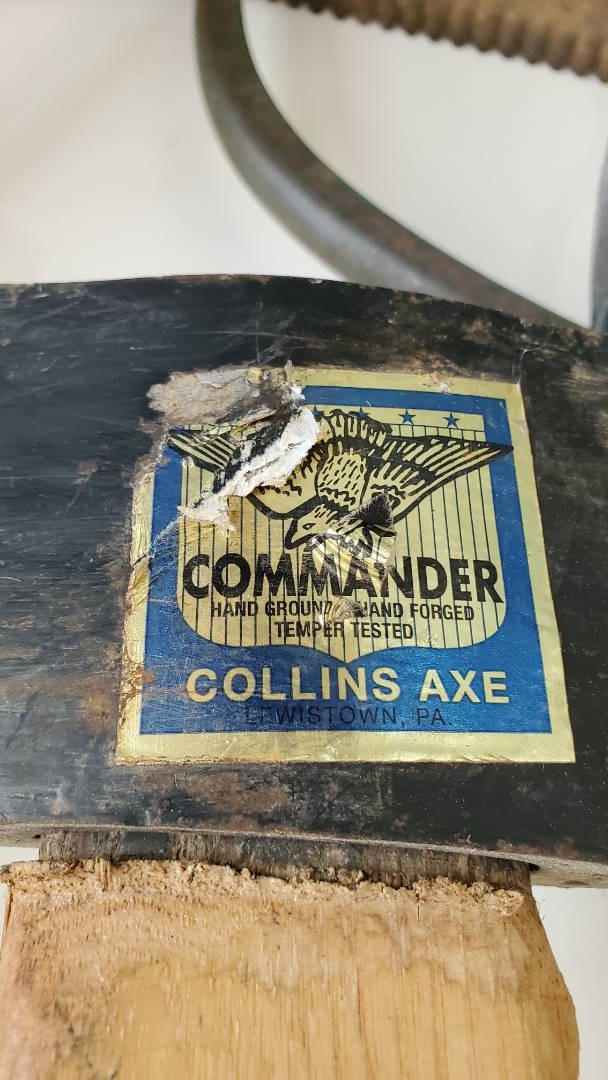 COMMANDER
HAND GROUND HAND FORGED
TEMPER TESTED
COLLINS AXE
LEWISTOWN, PA.